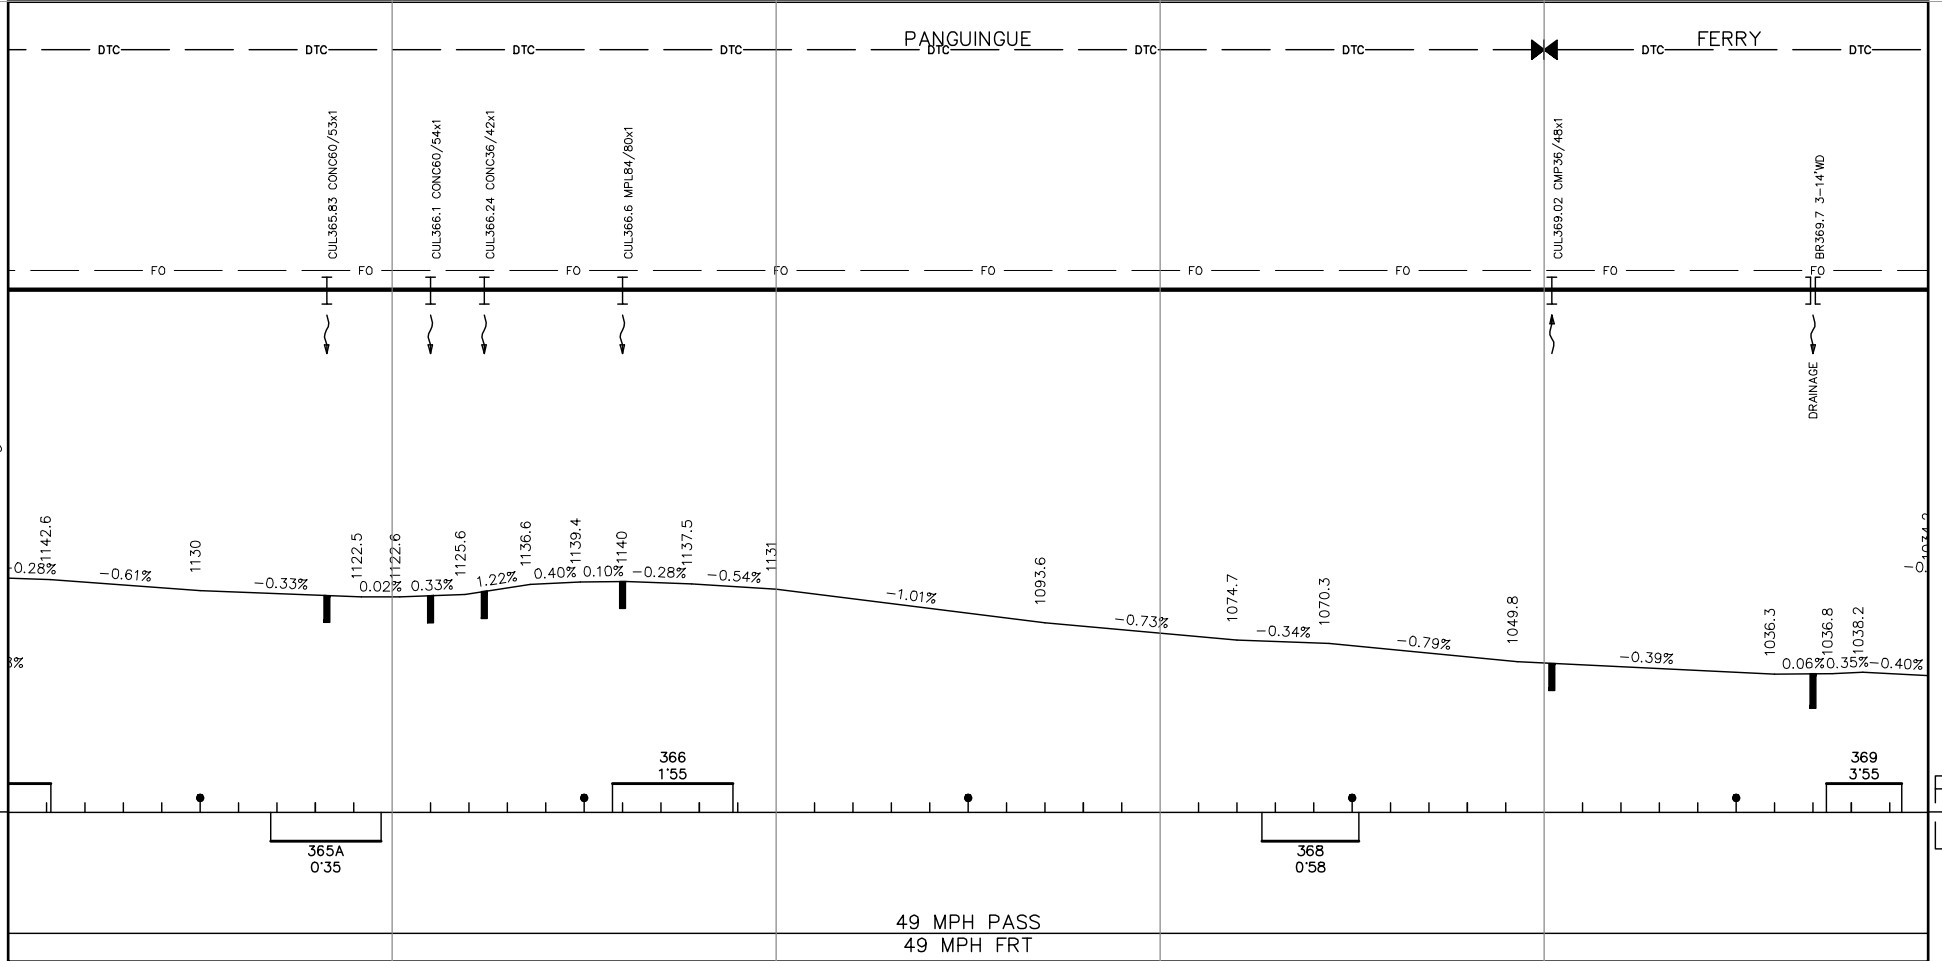 PANGUINGUE FERRY
DTC DTC DTC DTC DTC DTC DTC DTC DTC
CUL365.83 CONC60/53x1
CUL366.1 CONC60/54x1
CUL366.24 CONC36/42x1
CUL366.6 MPL84/80x1
CUL369.02 CMP36/48x1
BR369.7 3-14'WD
FO FO FO FO FO FO FO FO FO
DRAINAGE
1142.6 1130 1122.5 1122.6 1125.6 1136.6 1139.4 1140 1137.5 1131 1093.6 1074.7 1070.3 1049.8 1036.3 1036.8 1038.2 1034.2
-0.28% -0.61% -0.33% 0.02% 0.33% 1.22% 0.40% 0.10% -0.28% -0.54% -1.01% -0.73% -0.34% -0.79% -0.39% 0.06% 0.35% -0.40% -0.
366
1°55
369
3°55
365A
0°35
368
0°58
49 MPH PASS
49 MPH FRT